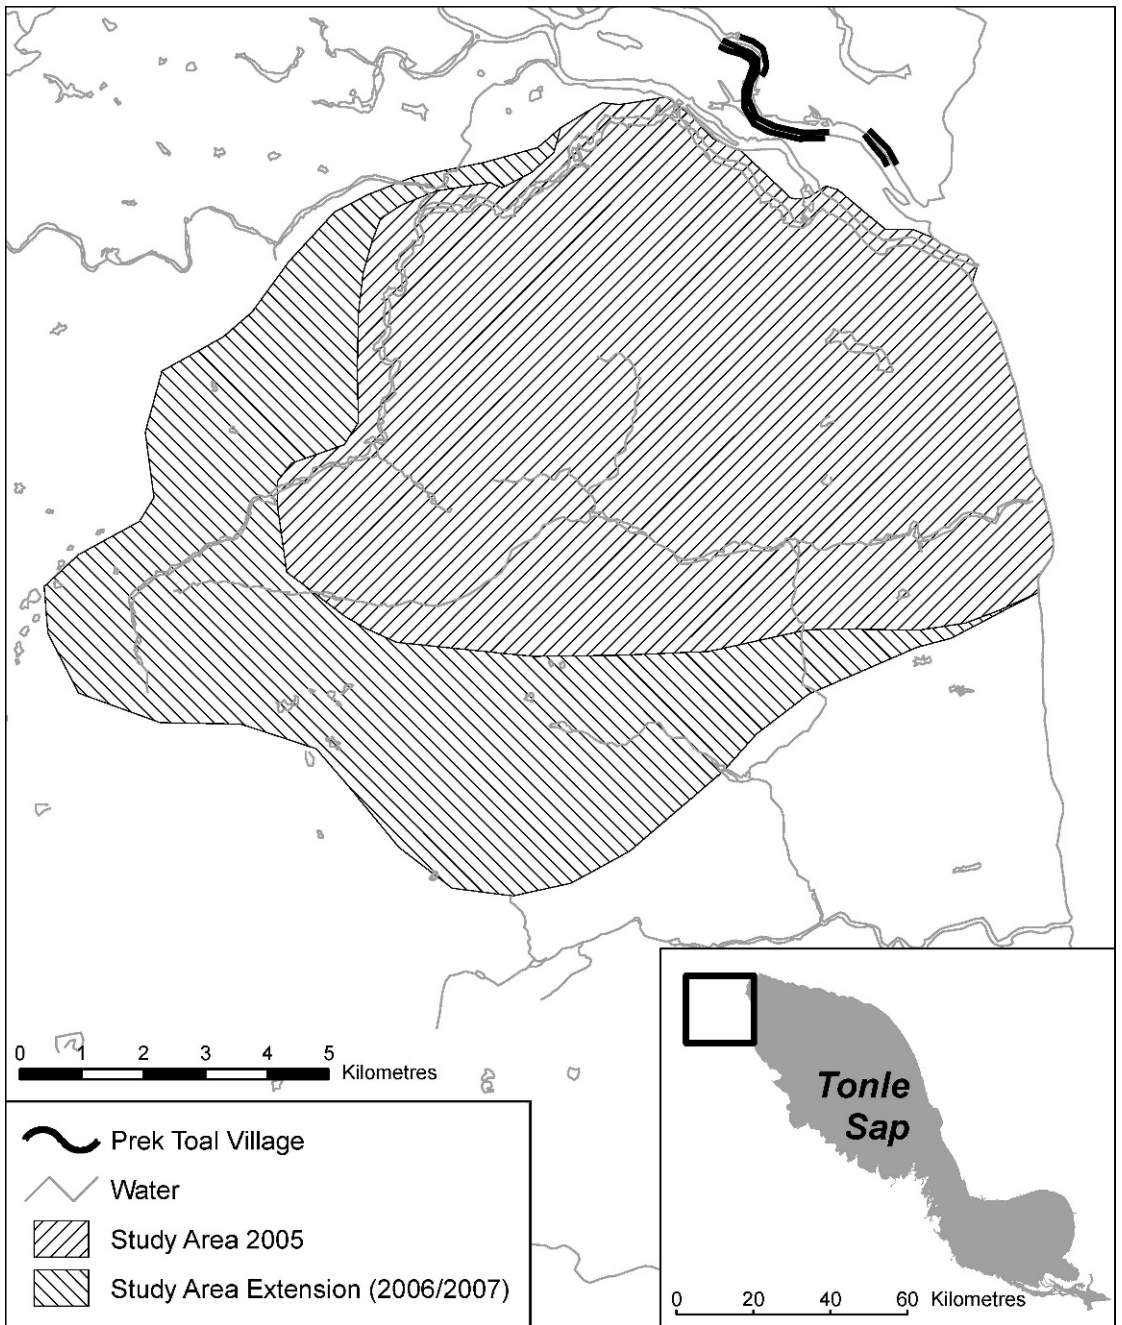 0 1 2 3 4 5
Kilometres
Prek Toal Village
Water
Study Area 2005
Study Area Extension (2006/2007)
Tonle
Sap
0 20 40 60 Kilometres